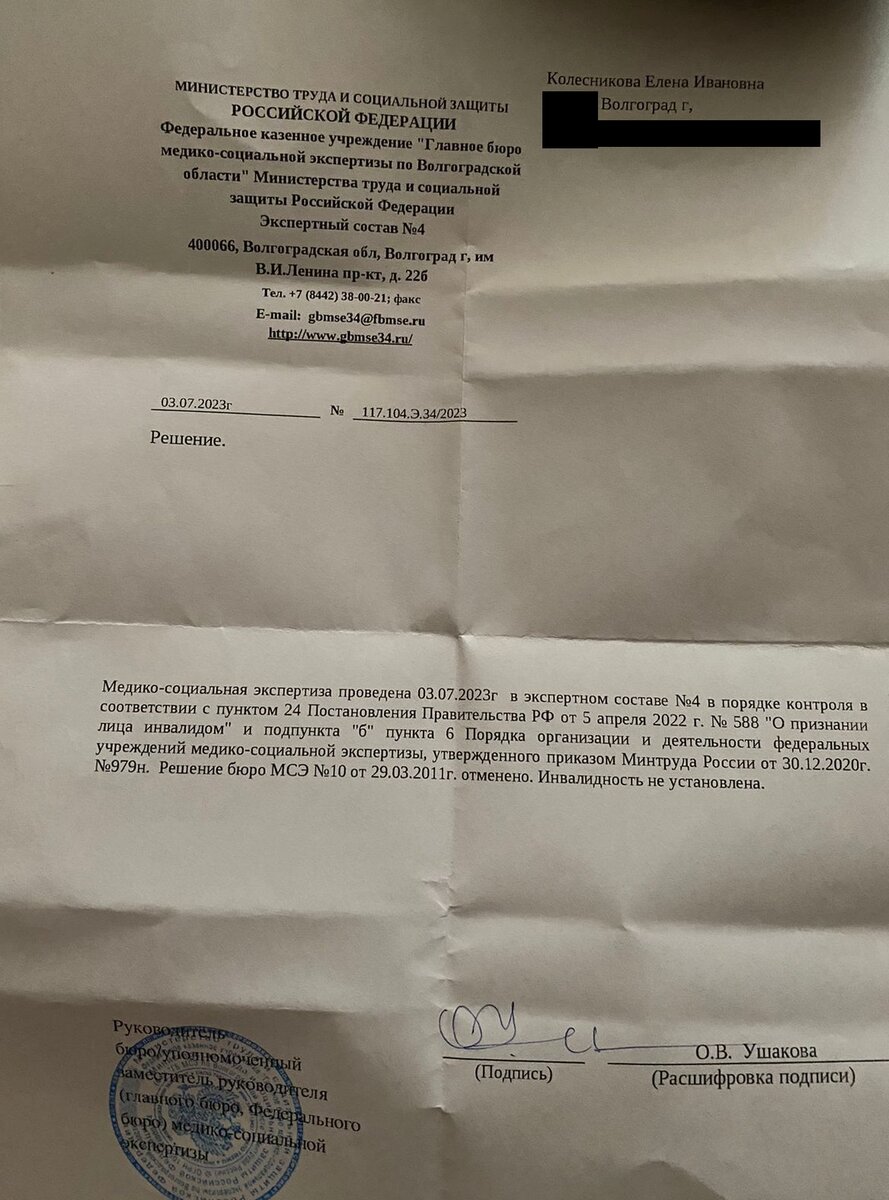 МИНИСТЕРСТВО ТРУДА И СОЦИАЛЬНОЙ ЗАЩИТЫ
РОССИЙСКОЙ ФЕДЕРАЦИИ
Федеральное казенное учреждение "Главное бюро
медико-социальной экспертизы по Волгоградской
области" Министерства труда и социальной
защиты Российской Федерации
Экспертный состав №4
400066, Волгоградская обл, Волгоград г, им
В.И.Ленина пр-кт, д. 22б
Тел. +7 (8442) 38-00-21; факс
E-mail: gbmse34@fbmse.ru
http://www.gbmse34.ru/
Колесникова Елена Ивановна
Волгоград г,
03.07.2023г № 117.104.Э.34/2023
Решение.
Медико-социальная экспертиза проведена 03.07.2023г в экспертном составе №4 в порядке контроля в
соответствии с пунктом 24 Постановления Правительства РФ от 5 апреля 2022 г. № 588 "О признании
лица инвалидом" и подпункта "б" пункта 6 Порядка организации и деятельности федеральных
учреждений медико-социальной экспертизы, утвержденного приказом Минтруда России от 30.12.2020г.
№979н. Решение бюро МСЭ №10 от 29.03.2011г. отменено. Инвалидность не установлена.
Руководитель
бюро/уполномоченный
заместитель руководителя
(главного бюро, Федерального
бюро) медико-социальной
экспертизы
О.В. Ушакова
(Подпись) (Расшифровка подписи)